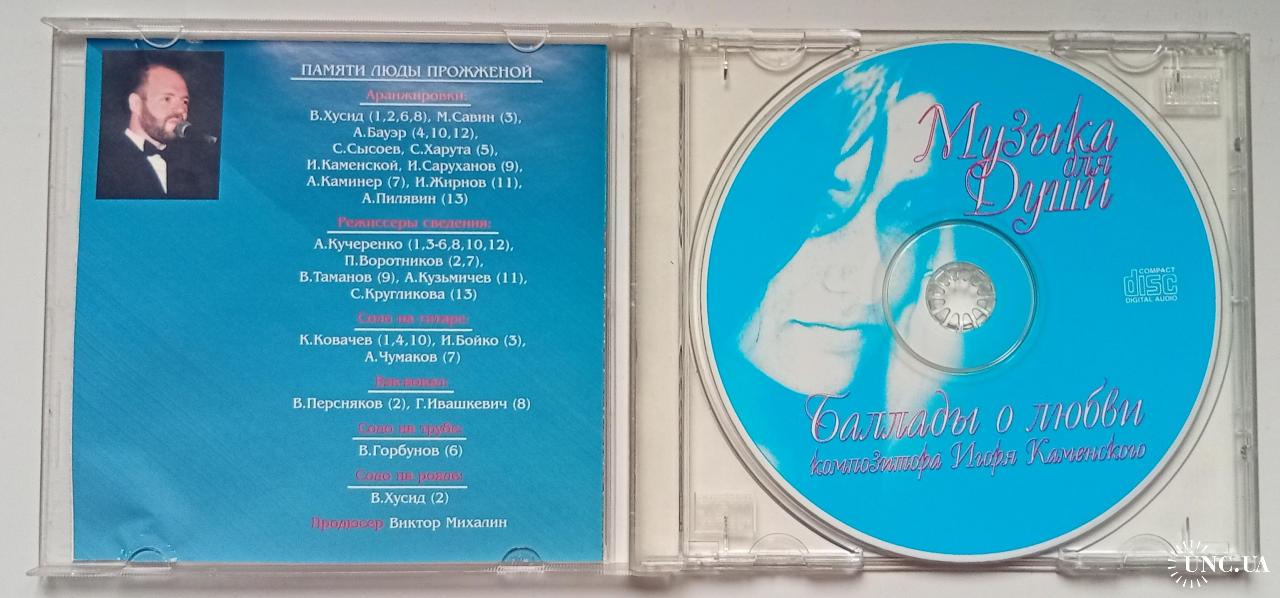 ПАМЯТИ ЛЮДЫ ПРОЖЖЕНОЙ
Аранжировки:
В.Хусид (1,2,6,8), М.Савин (3),
А.Бауэр (4,10,12),
С.Сысоев, С.Харута (5),
И.Каменской, И.Саруханов (9),
А.Каминер (7), И.Жирнов (11),
А.Пилявин (13)
Режиссеры сведения:
А.Кучеренко (1,3-6,8,10,12),
П.Воротников (2,7),
В.Таманов (9), А.Кузьмичев (11),
С.Кругликова (13)
Соло на гитаре:
К.Ковачев (1,4,10), И.Бойко (3),
А.Чумаков (7)
Бэк-вокал:
В.Персняков (2), Г.Ивашкевич (8)
Соло на трубе:
В.Горбунов (6)
Соло на рояле:
В.Хусид (2)
Продюсер Виктор Михалин
Музыка
для
Души
COMPACT
disc
DIGITAL AUDIO
Баллады о любви
композитора Игоря Каменского
UNC.UA